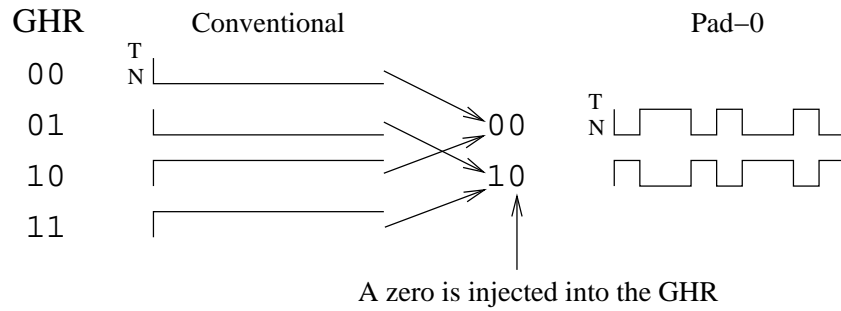 GHR Conventional Pad−0
T
N
00
01
10
11
00
10
T
N
A zero is injected into the GHR